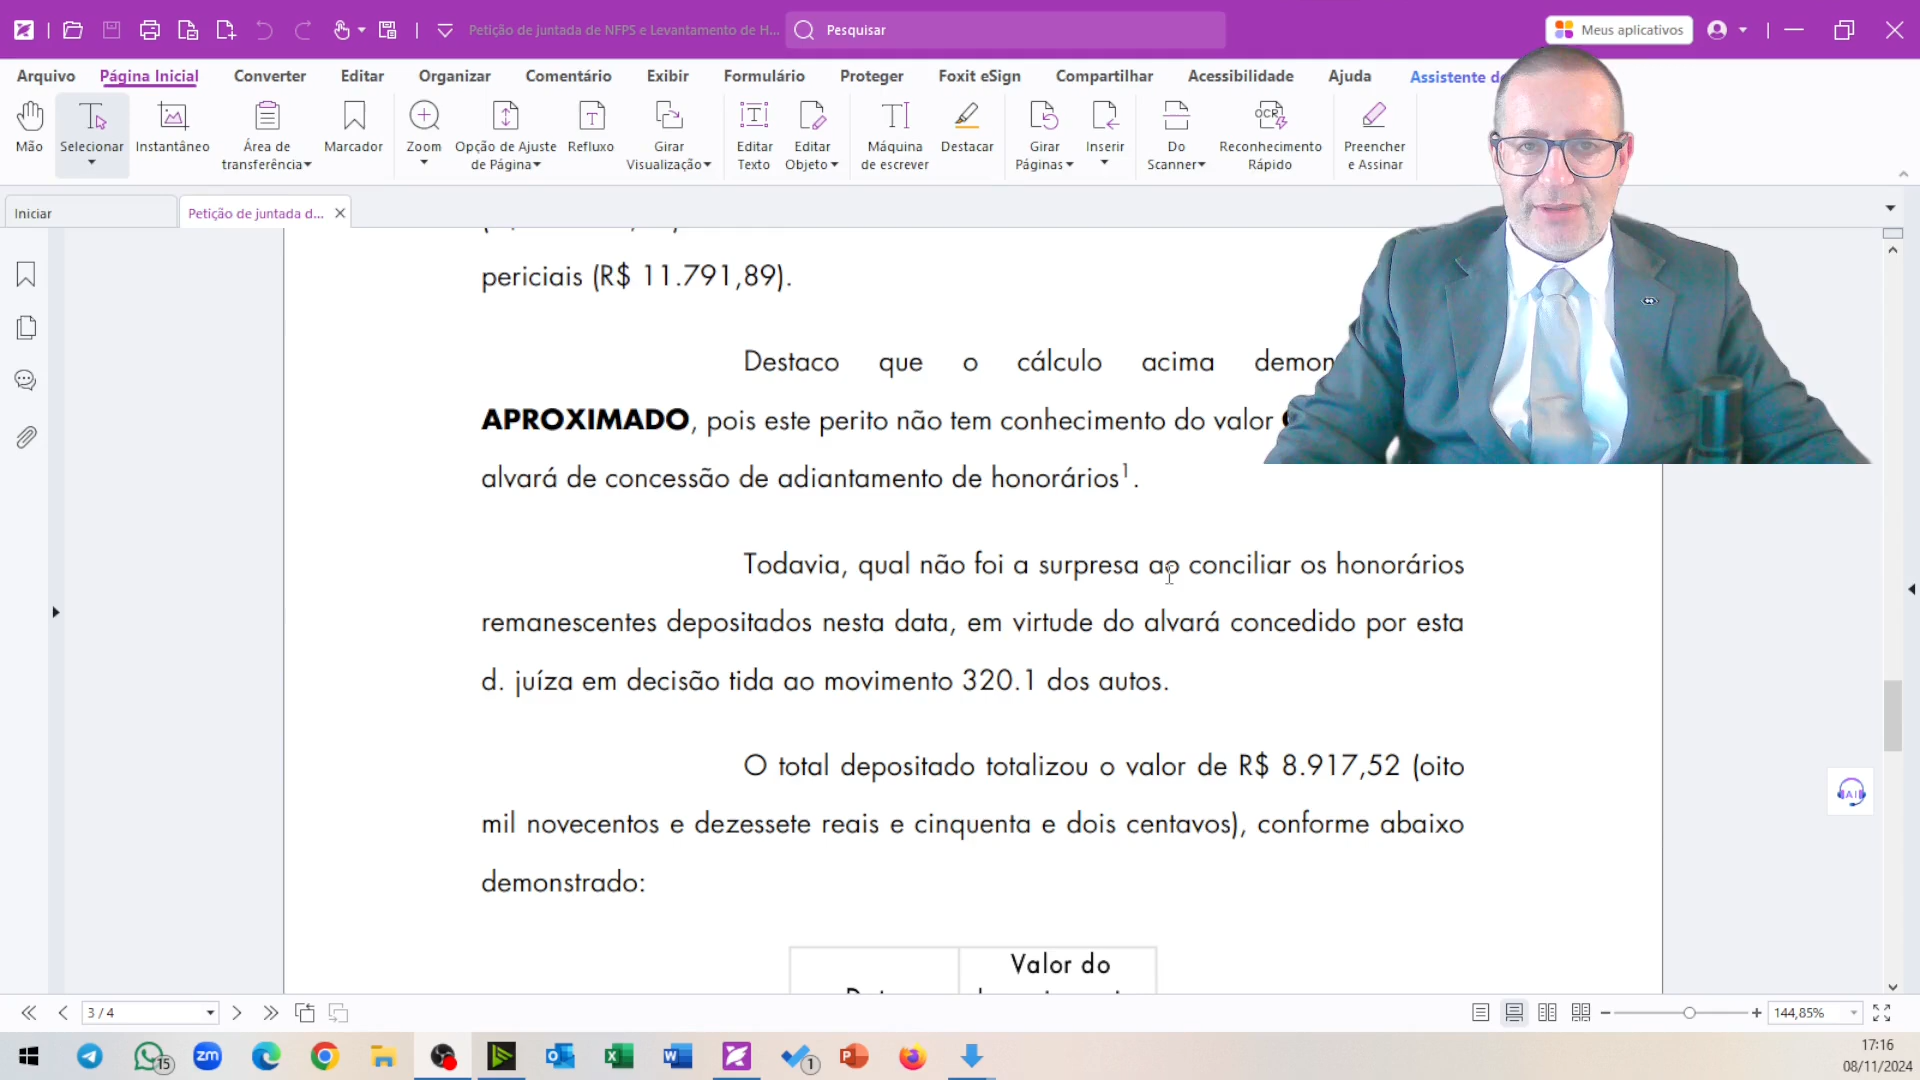 Petição de juntada de NFPS e Levantamento de H...
Pesquisar
Meus aplicativos
Arquivo Página Inicial Converter Editar Organizar Comentário Exibir Formulário Proteger Foxit eSign Compartilhar Acessibilidade Ajuda Assistente d
Mão
Selecionar
Instantâneo
Área de
transferência
Marcador
Zoom
Opção de Ajuste
de Página
Refluxo
Girar
Visualização
Editar
Texto
Editar
Objeto
Máquina
de escrever
Destacar
Girar
Páginas
Inserir
Do
Scanner
OCR
Reconhecimento
Rápido
Preencher
e Assinar
Iniciar
Petição de juntada d...
periciais (R$ 11.791,89).
Destaco que o cálculo acima demon
APROXIMADO, pois este perito não tem conhecimento do valor
alvará de concessão de adiantamento de honorários1.
Todavia, qual não foi a surpresa ao conciliar os honorários
remanescentes depositados nesta data, em virtude do alvará concedido por esta
d. juíza em decisão tida ao movimento 320.1 dos autos.
O total depositado totalizou o valor de R$ 8.917,52 (oito
mil novecentos e dezessete reais e cinquenta e dois centavos), conforme abaixo
demonstrado:
Valor do
AI
3 / 4
144,85%
15
zm
1
17:16
08/11/2024